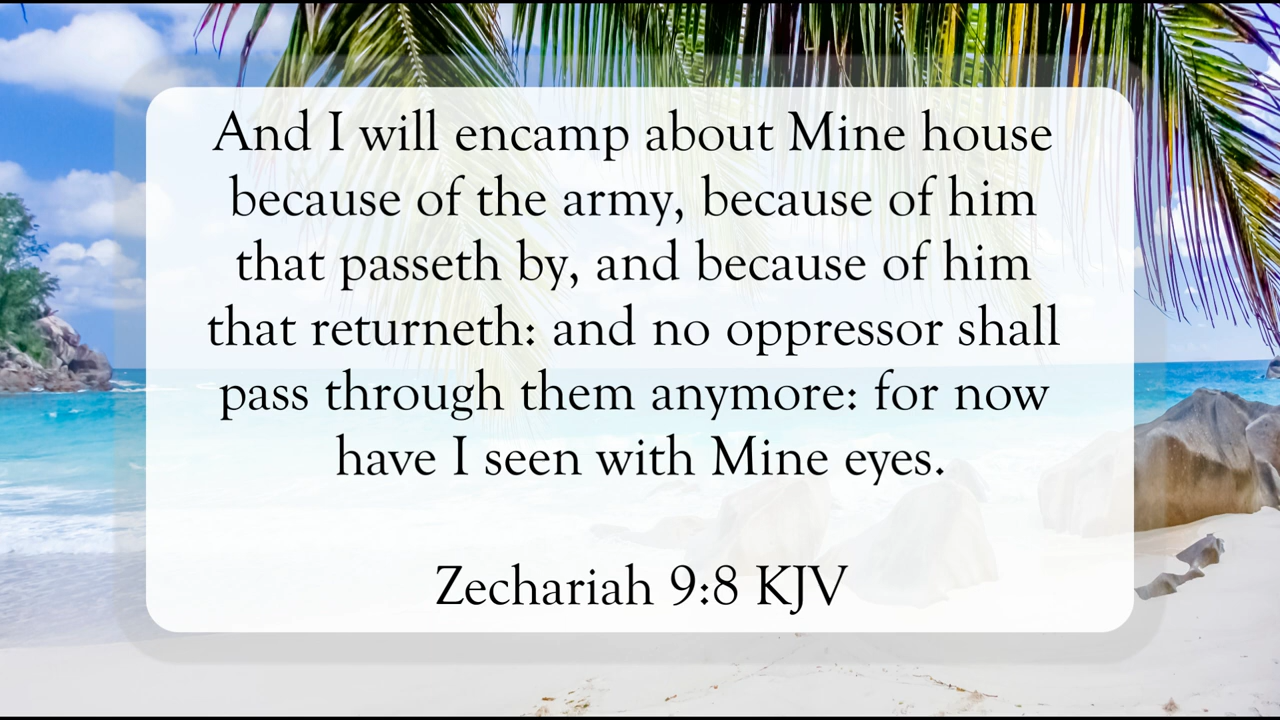 And I will encamp about Mine house
because of the army, because of him
that passeth by, and because of him
that returneth: and no oppressor shall
pass through them anymore: for now
have I seen with Mine eyes.
Zechariah 9:8 KJV